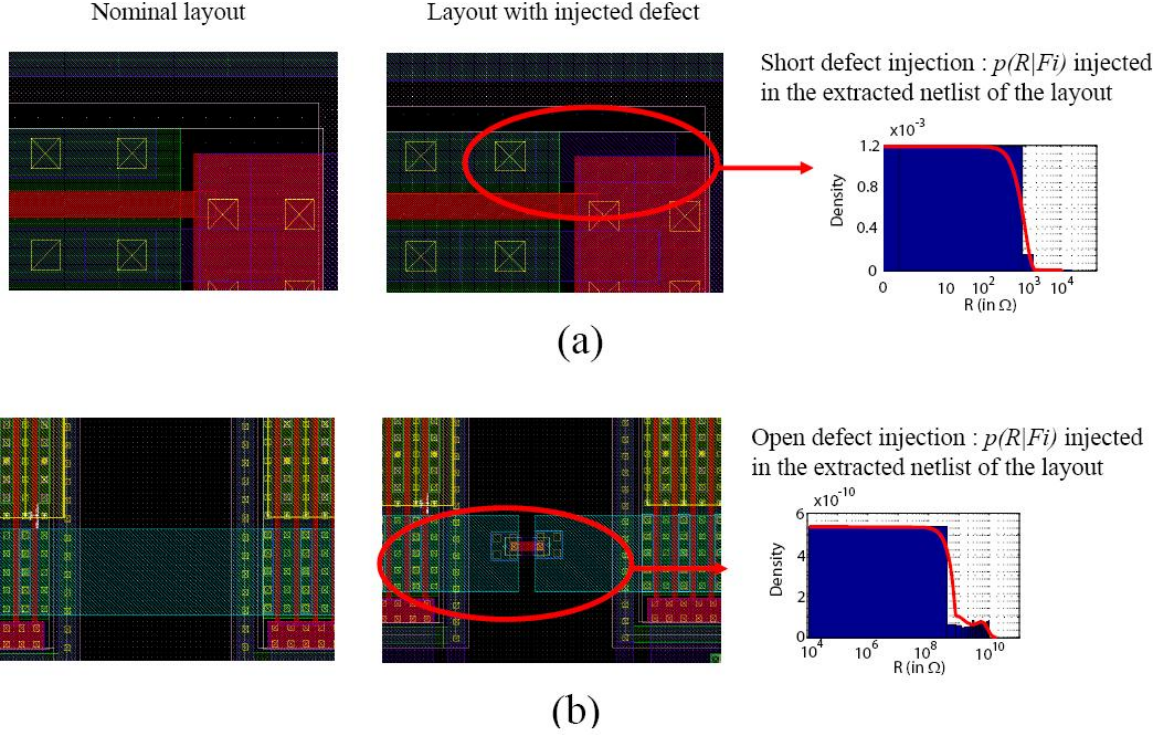 Nominal layout
Layout with injected defect
Short defect injection : p(R|Fi) injected
in the extracted netlist of the layout
x10-3
1.2
0.8
0.4
0
Density
0 10 10² 10³ 10⁴
R (in Ω)
(a)
Open defect injection : p(R|Fi) injected
in the extracted netlist of the layout
x10-10
6
4
2
0
Density
10⁴ 10⁶ 10⁸ 10¹⁰
R (in Ω)
(b)